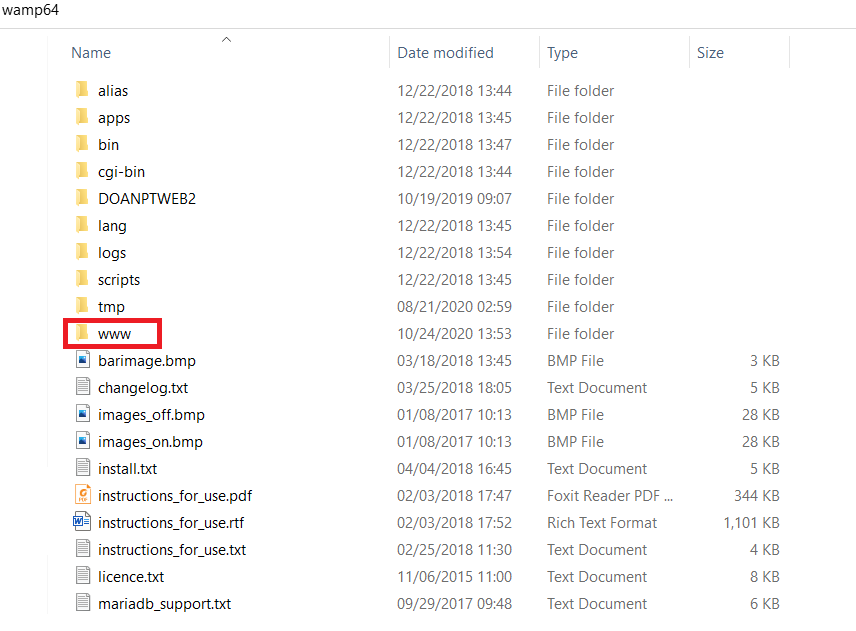 wamp64
Name Date modified Type Size
alias 12/22/2018 13:44 File folder
apps 12/22/2018 13:45 File folder
bin 12/22/2018 13:47 File folder
cgi-bin 12/22/2018 13:44 File folder
DOANPTWEB2 10/19/2019 09:07 File folder
lang 12/22/2018 13:45 File folder
logs 12/22/2018 13:54 File folder
scripts 12/22/2018 13:45 File folder
tmp 08/21/2020 02:59 File folder
www 10/24/2020 13:53 File folder
barimage.bmp 03/18/2018 13:45 BMP File 3 KB
changelog.txt 03/25/2018 18:05 Text Document 5 KB
images_off.bmp 01/08/2017 10:13 BMP File 28 KB
images_on.bmp 01/08/2017 10:13 BMP File 28 KB
install.txt 04/04/2018 16:45 Text Document 5 KB
instructions_for_use.pdf 02/03/2018 17:47 Foxit Reader PDF ... 344 KB
instructions_for_use.rtf 02/03/2018 17:52 Rich Text Format 1,101 KB
instructions_for_use.txt 02/25/2018 11:30 Text Document 4 KB
licence.txt 11/06/2015 11:00 Text Document 8 KB
mariadb_support.txt 09/29/2017 09:48 Text Document 6 KB